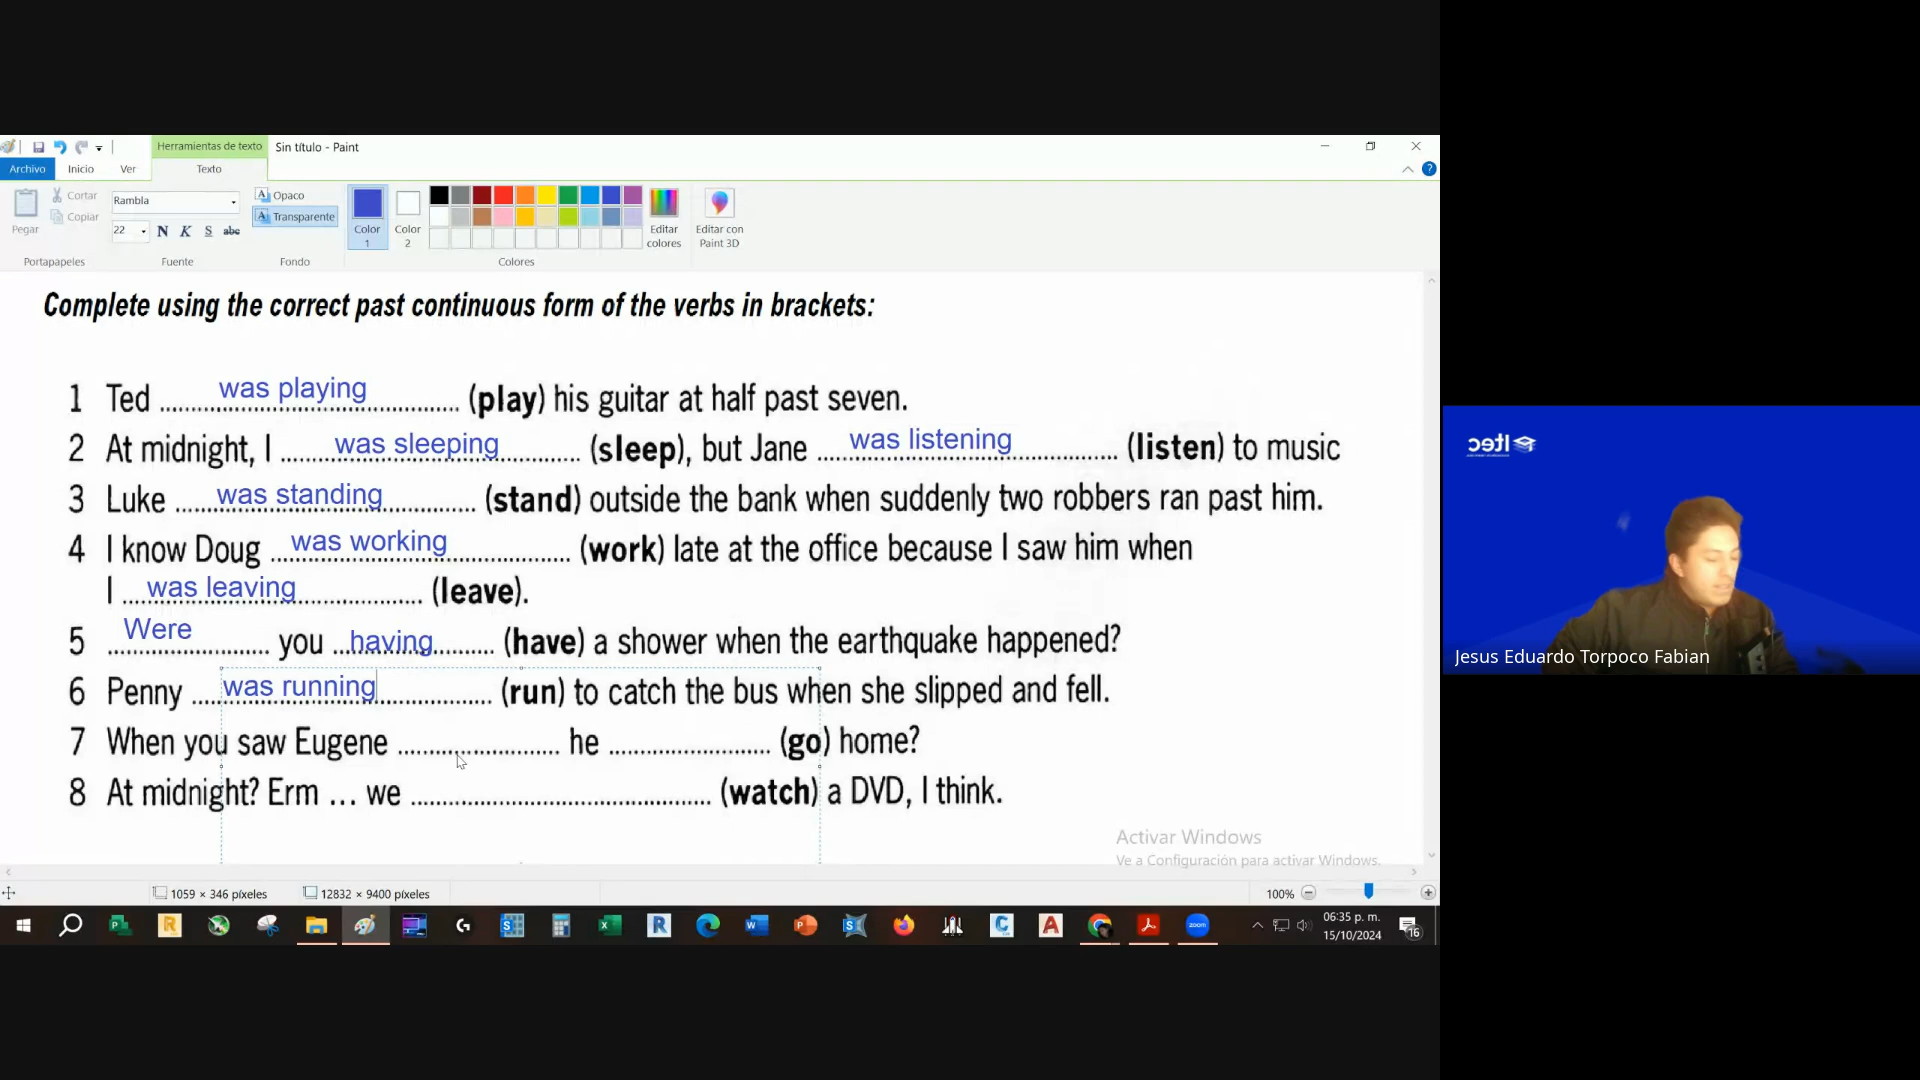 Herramientas de texto
Sin título - Paint
Archivo Inicio Ver Texto
Pegar Cortar Copiar Portapapeles
Rambla
22 N K S abc
Fuente
Opaco
Transparente
Fondo
Color 1
Color 2
Colores
Editar colores
Editar con Paint 3D
Complete using the correct past continuous form of the verbs in brackets:
1 Ted ...was playing... (play) his guitar at half past seven.
2 At midnight, I ...was sleeping... (sleep), but Jane ...was listening... (listen) to music
3 Luke ...was standing... (stand) outside the bank when suddenly two robbers ran past him.
4 I know Doug ...was working... (work) late at the office because I saw him when
I ...was leaving... (leave).
5 ...Were... you ...having... (have) a shower when the earthquake happened?
6 Penny ...was running... (run) to catch the bus when she slipped and fell.
7 When you saw Eugene ........................ he ........................ (go) home?
8 At midnight? Erm ... we ............................................. (watch) a DVD, I think.
Activar Windows
Ve a Configuración para activar Windows.
1059 × 346 píxeles
12832 × 9400 píxeles
100%
06:35 p. m.
15/10/2024
16
zoom
Itec
Jesus Eduardo Torpoco Fabian